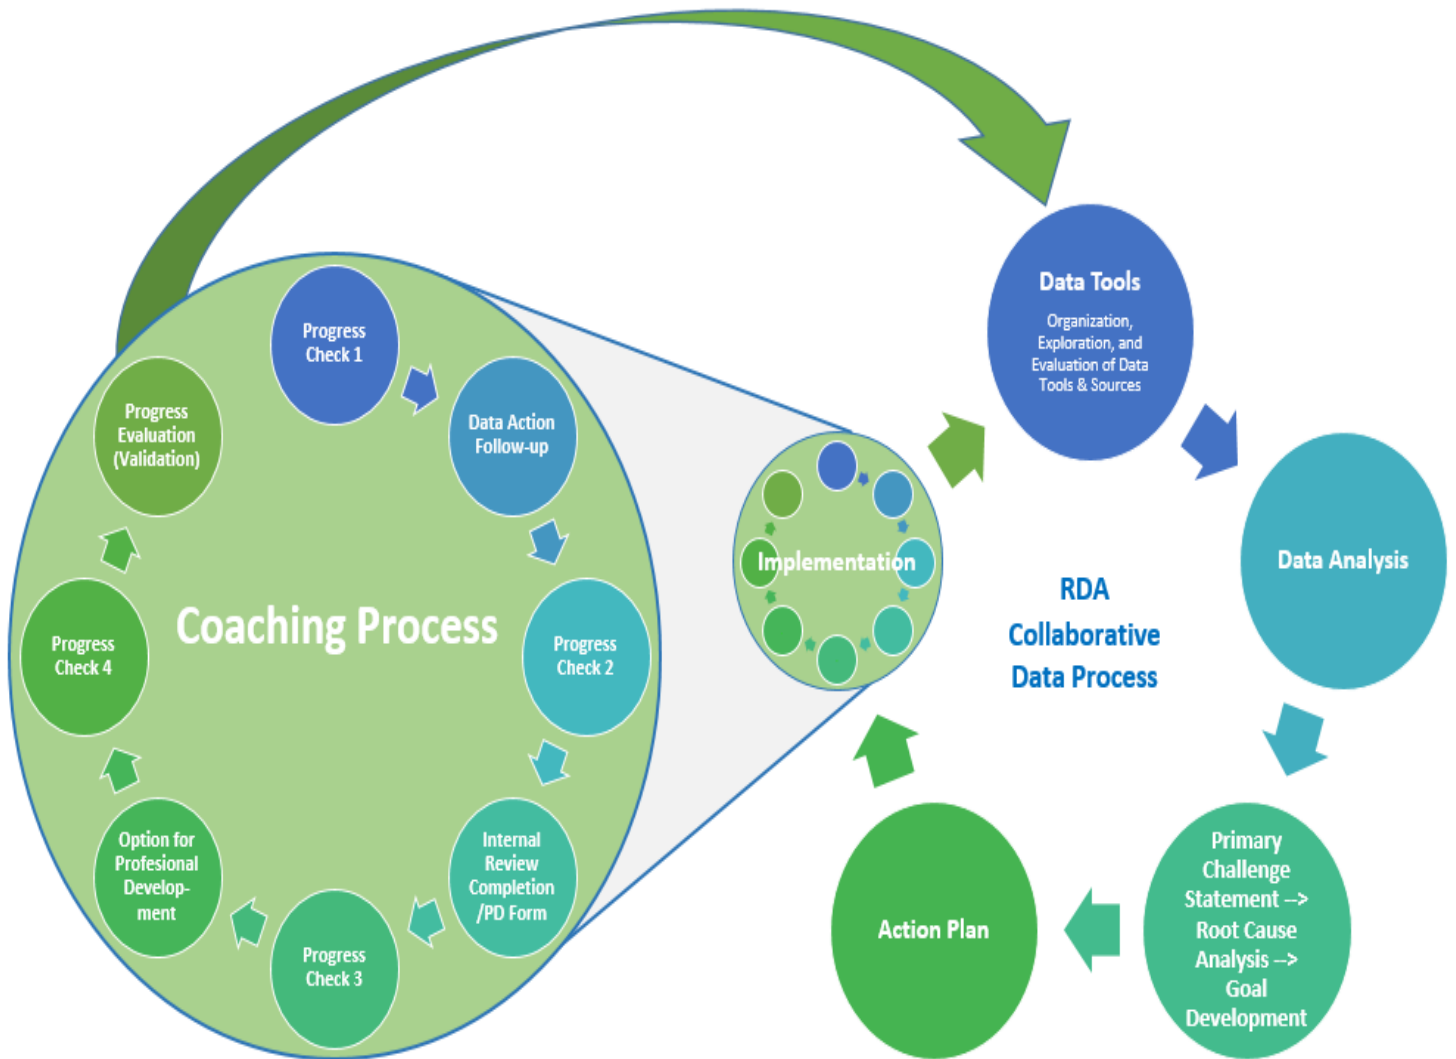 Progress
Check 1
Data Action
Follow-up
Progress
Check 2
Internal
Review
Completion
/PD Form
Progress
Check 3
Option for
Profesional
Develop-
ment
Progress
Check 4
Progress
Evaluation
(Validation)
Coaching Process
Implementation
RDA
Collaborative
Data Process
Data Tools
Organization,
Exploration, and
Evaluation of Data
Tools & Sources
Data Analysis
Primary
Challenge
Statement -->
Root Cause
Analysis -->
Goal
Development
Action Plan